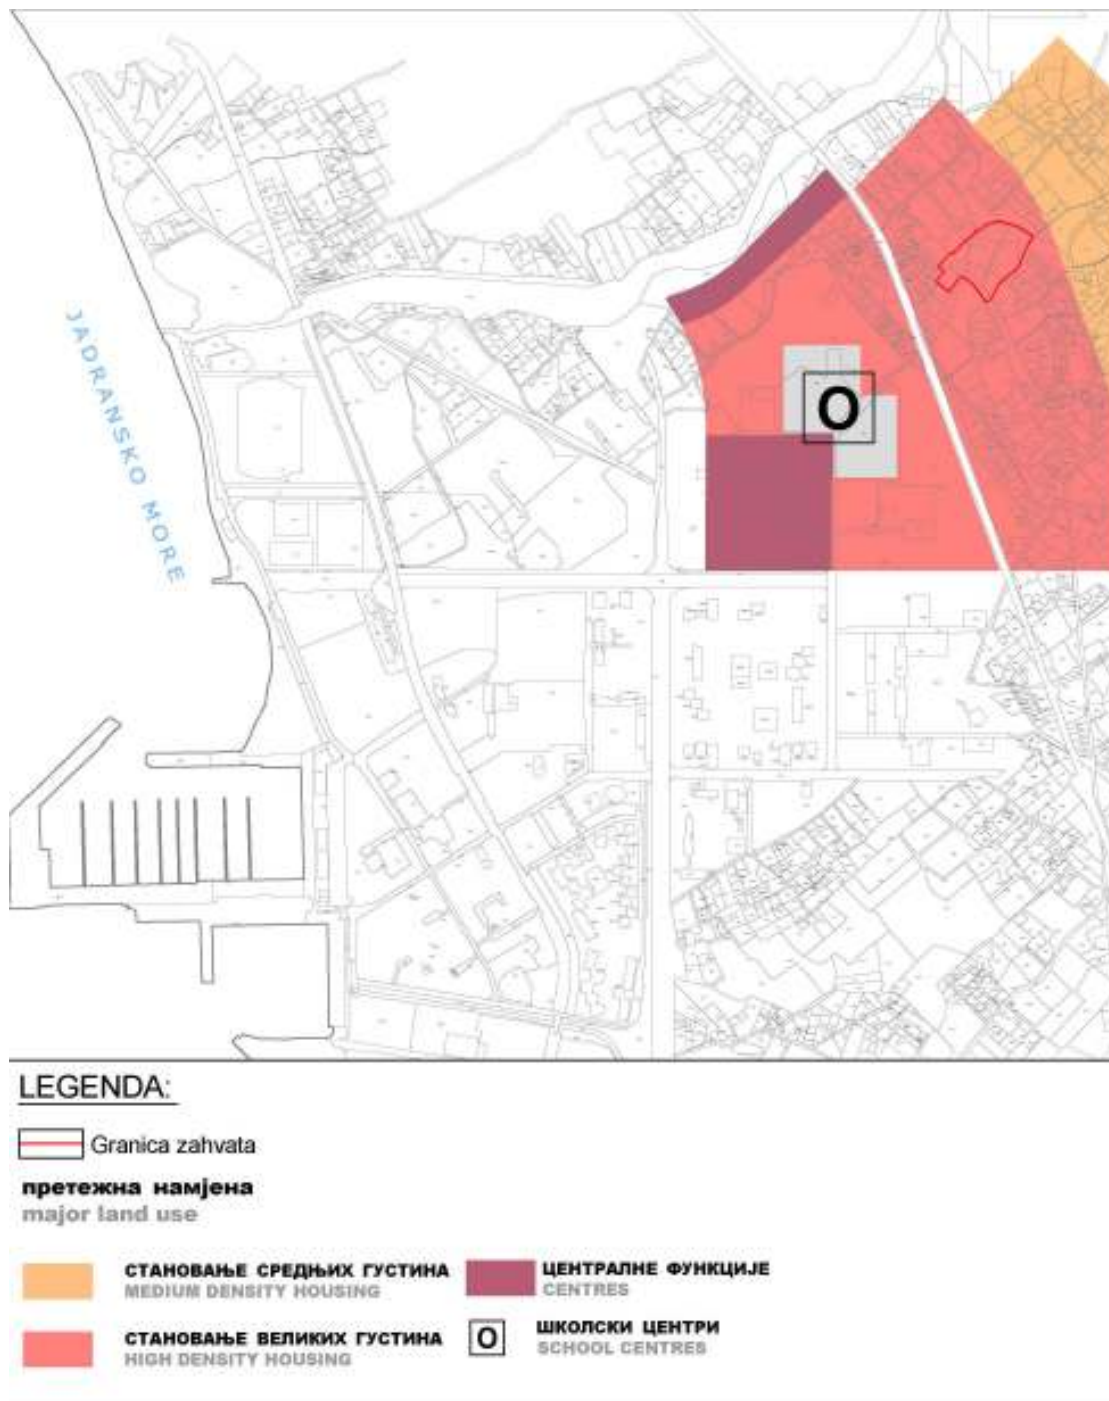 JADRANSKO MORE
O
LEGENDA:
Granica zahvata
претежна намјена
major land use
СТАНОВАЊЕ СРЕДЊИХ ГУСТИНА
MEDIUM DENSITY HOUSING
СТАНОВАЊЕ ВЕЛИКИХ ГУСТИНА
HIGH DENSITY HOUSING
ЦЕНТРАЛНЕ ФУНКЦИЈЕ
CENTRES
O
ШКОЛСКИ ЦЕНТРИ
SCHOOL CENTRES